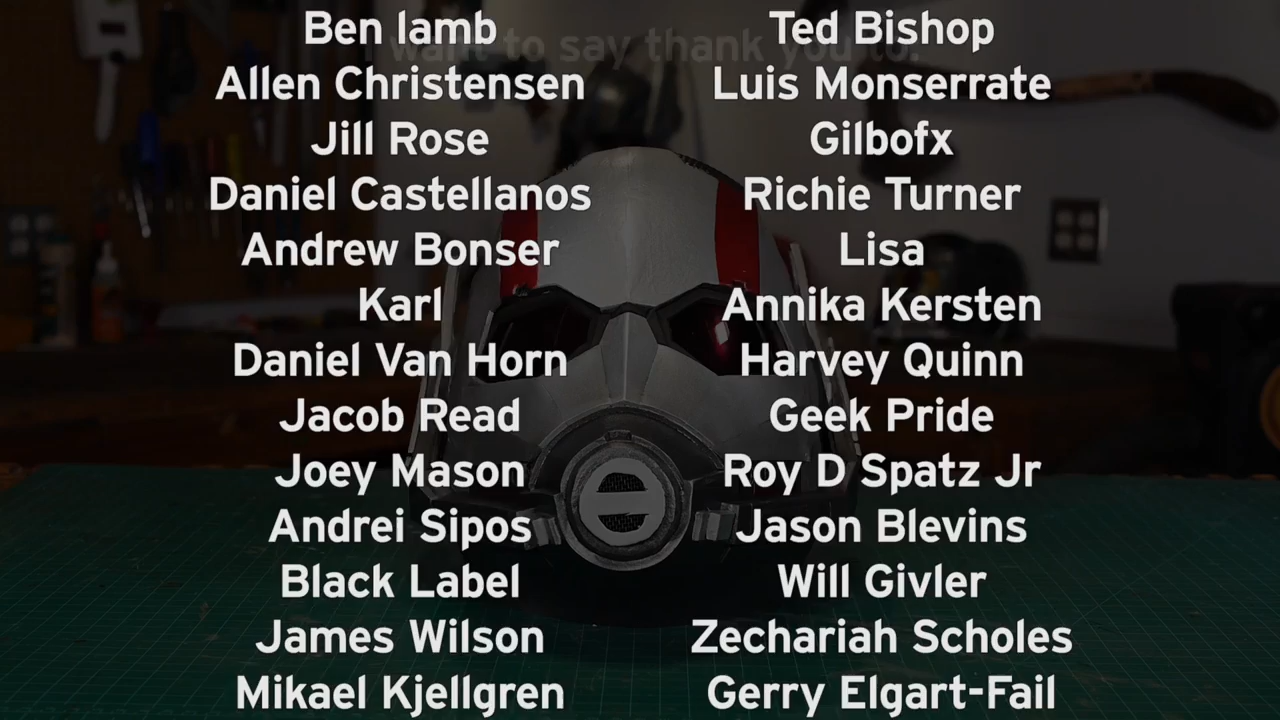 I want to say thank you to:
Ben lamb
Allen Christensen
Jill Rose
Daniel Castellanos
Andrew Bonser
Karl
Daniel Van Horn
Jacob Read
Joey Mason
Andrei Sipos
Black Label
James Wilson
Mikael Kjellgren
Ted Bishop
Luis Monserrate
Gilbofx
Richie Turner
Lisa
Annika Kersten
Harvey Quinn
Geek Pride
Roy D Spatz Jr
Jason Blevins
Will Givler
Zechariah Scholes
Gerry Elgart-Fail